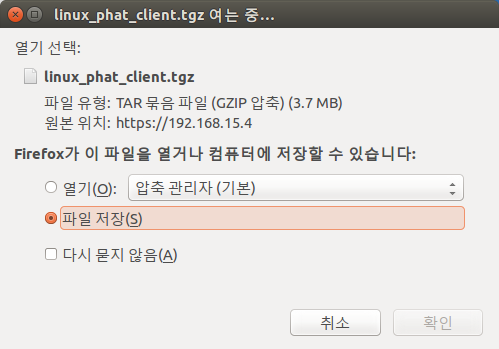 linux_phat_client.tgz 여는 중...
열기 선택:
linux_phat_client.tgz
파일 유형: TAR 묶음 파일 (GZIP 압축) (3.7 MB)
원본 위치: https://192.168.15.4
Firefox가 이 파일을 열거나 컴퓨터에 저장할 수 있습니다:
열기(O): 압축 관리자 (기본)
파일 저장(S)
다시 묻지 않음(A)
취소 확인